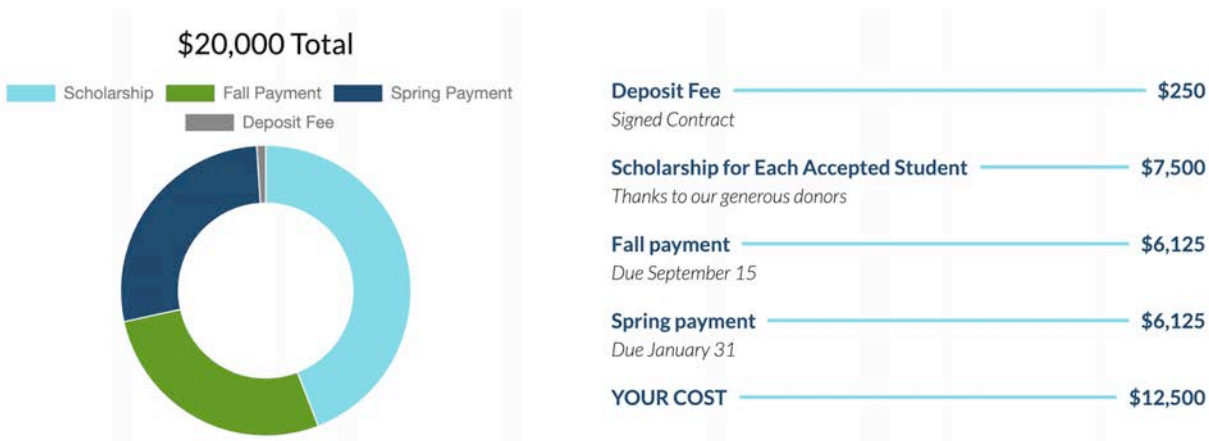 $20,000 Total
Scholarship Fall Payment Spring Payment
Deposit Fee
Deposit Fee $250
Signed Contract
Scholarship for Each Accepted Student $7,500
Thanks to our generous donors
Fall payment $6,125
Due September 15
Spring payment $6,125
Due January 31
YOUR COST $12,500